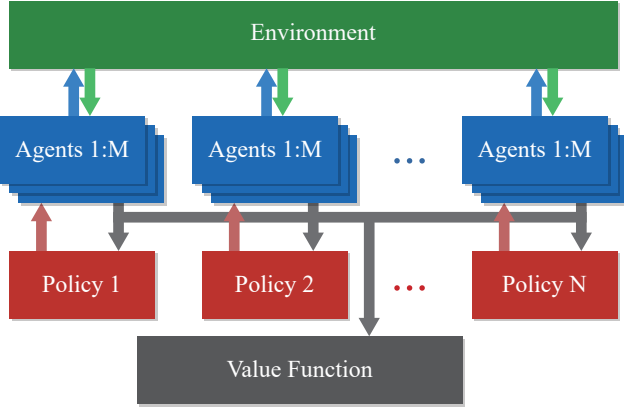 Environment
Agents 1:M
Agents 1:M
...
Agents 1:M
Policy 1
Policy 2
...
Policy N
Value Function